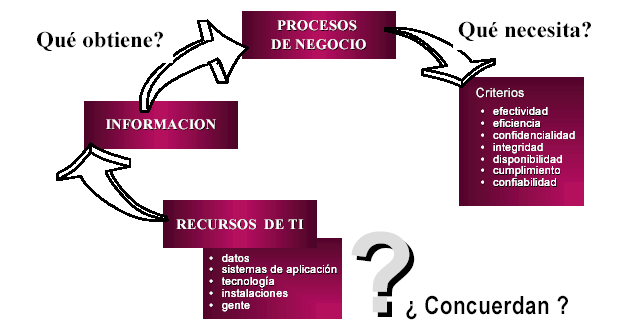 Qué obtiene?
PROCESOS
DE NEGOCIO
Qué necesita?
Criterios
• efectividad
• eficiencia
• confidencialidad
• integridad
• disponibilidad
• cumplimiento
• confiabilidad
INFORMACION
RECURSOS DE TI
• datos
• sistemas de aplicación
• tecnología
• instalaciones
• gente
?
¿ Concuerdan ?